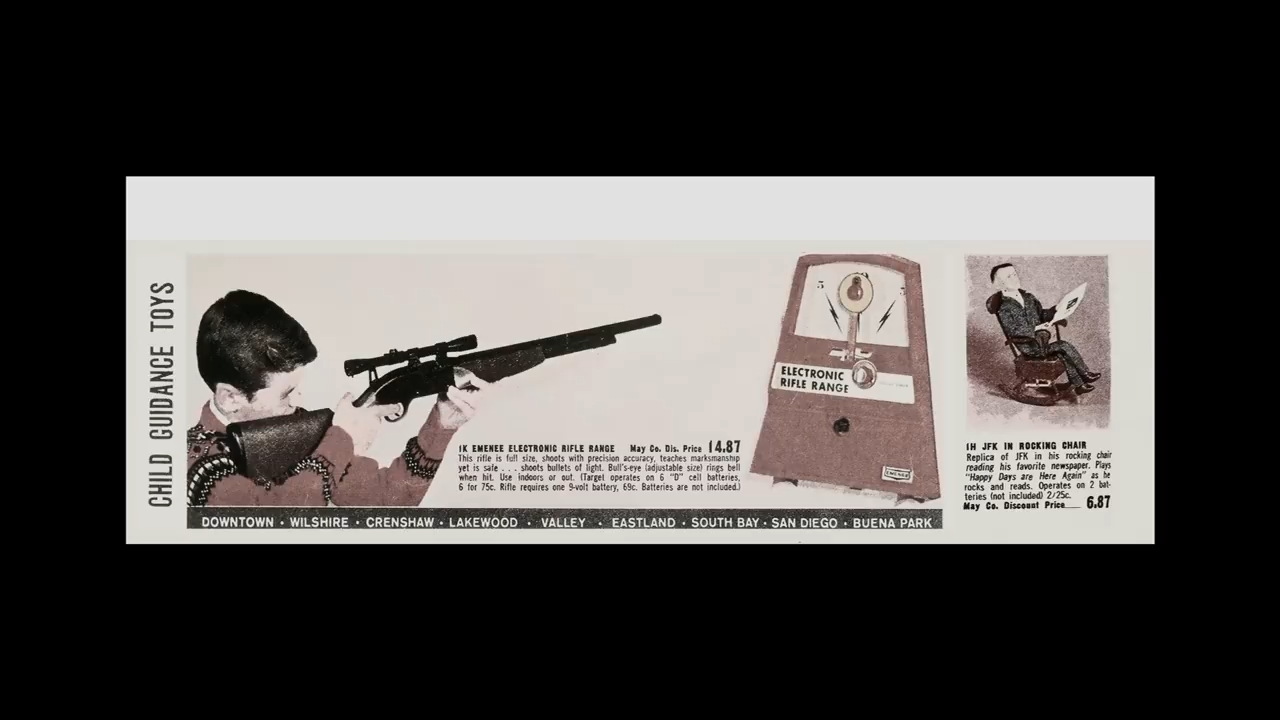 CHILD GUIDANCE TOYS
5 5
ELECTRONIC
RIFLE RANGE
EMENEE
IK EMENEE ELECTRONIC RIFLE RANGE May Co. Dis. Price 14.87
This rifle is full size, shoots with precision accuracy, teaches marksmanship
yet is safe . . . shoots bullets of light. Bull's-eye (adjustable size) rings bell
when hit. Use indoors or out. (Target operates on 6 "D" cell batteries,
6 for 75c. Rifle requires one 9-volt battery, 69c. Batteries are not included.)
DOWNTOWN • WILSHIRE • CRENSHAW • LAKEWOOD • VALLEY • EASTLAND • SOUTH BAY • SAN DIEGO • BUENA PARK
IH JFK IN ROCKING CHAIR
Replica of JFK in his rocking chair
reading his favorite newspaper. Plays
"Happy Days are Here Again" as he
rocks and reads. Operates on 2 bat-
teries (not included) 2/25c.
May Co. Discount Price...... 6.87